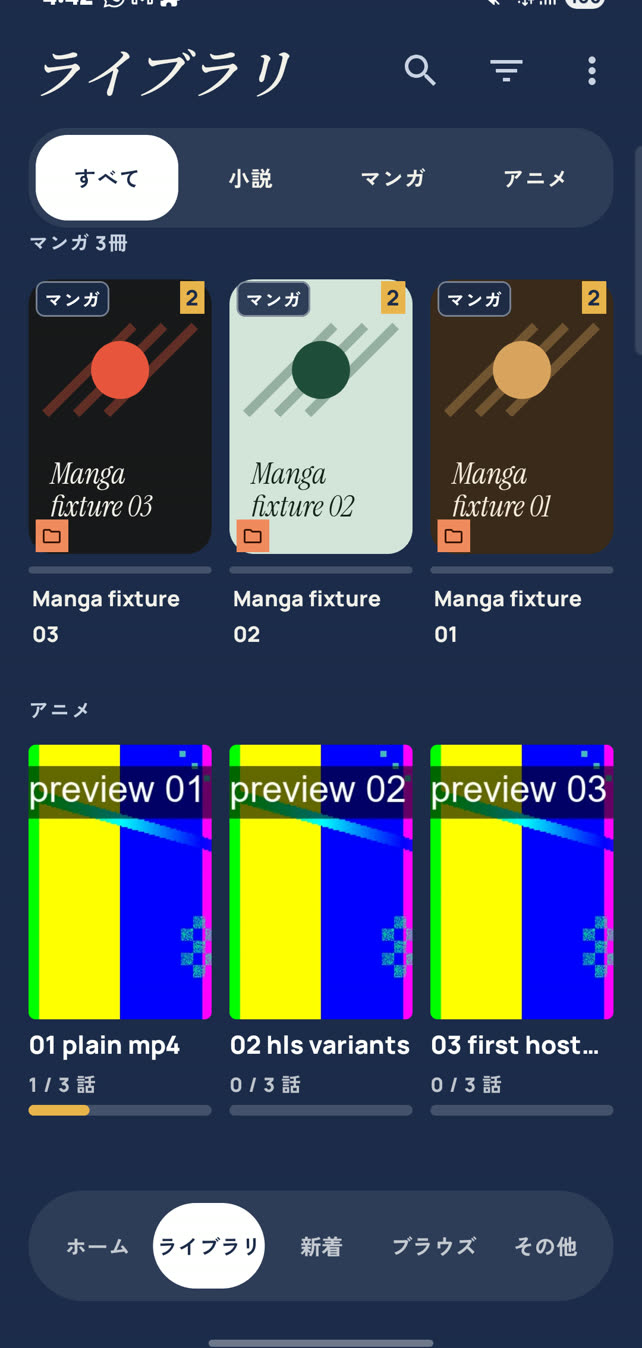 ライブラリ
すべて 小説 マンガ アニメ
マンガ 3冊
マンガ 2 マンガ 2 マンガ 2
Manga fixture 03
Manga fixture 02
Manga fixture 01
Manga fixture 03
Manga fixture 02
Manga fixture 01
アニメ
preview 01 preview 02 preview 03
01 plain mp4 02 hls variants 03 first host…
1 / 3 話 0 / 3 話 0 / 3 話
ホーム ライブラリ 新着 ブラウズ その他